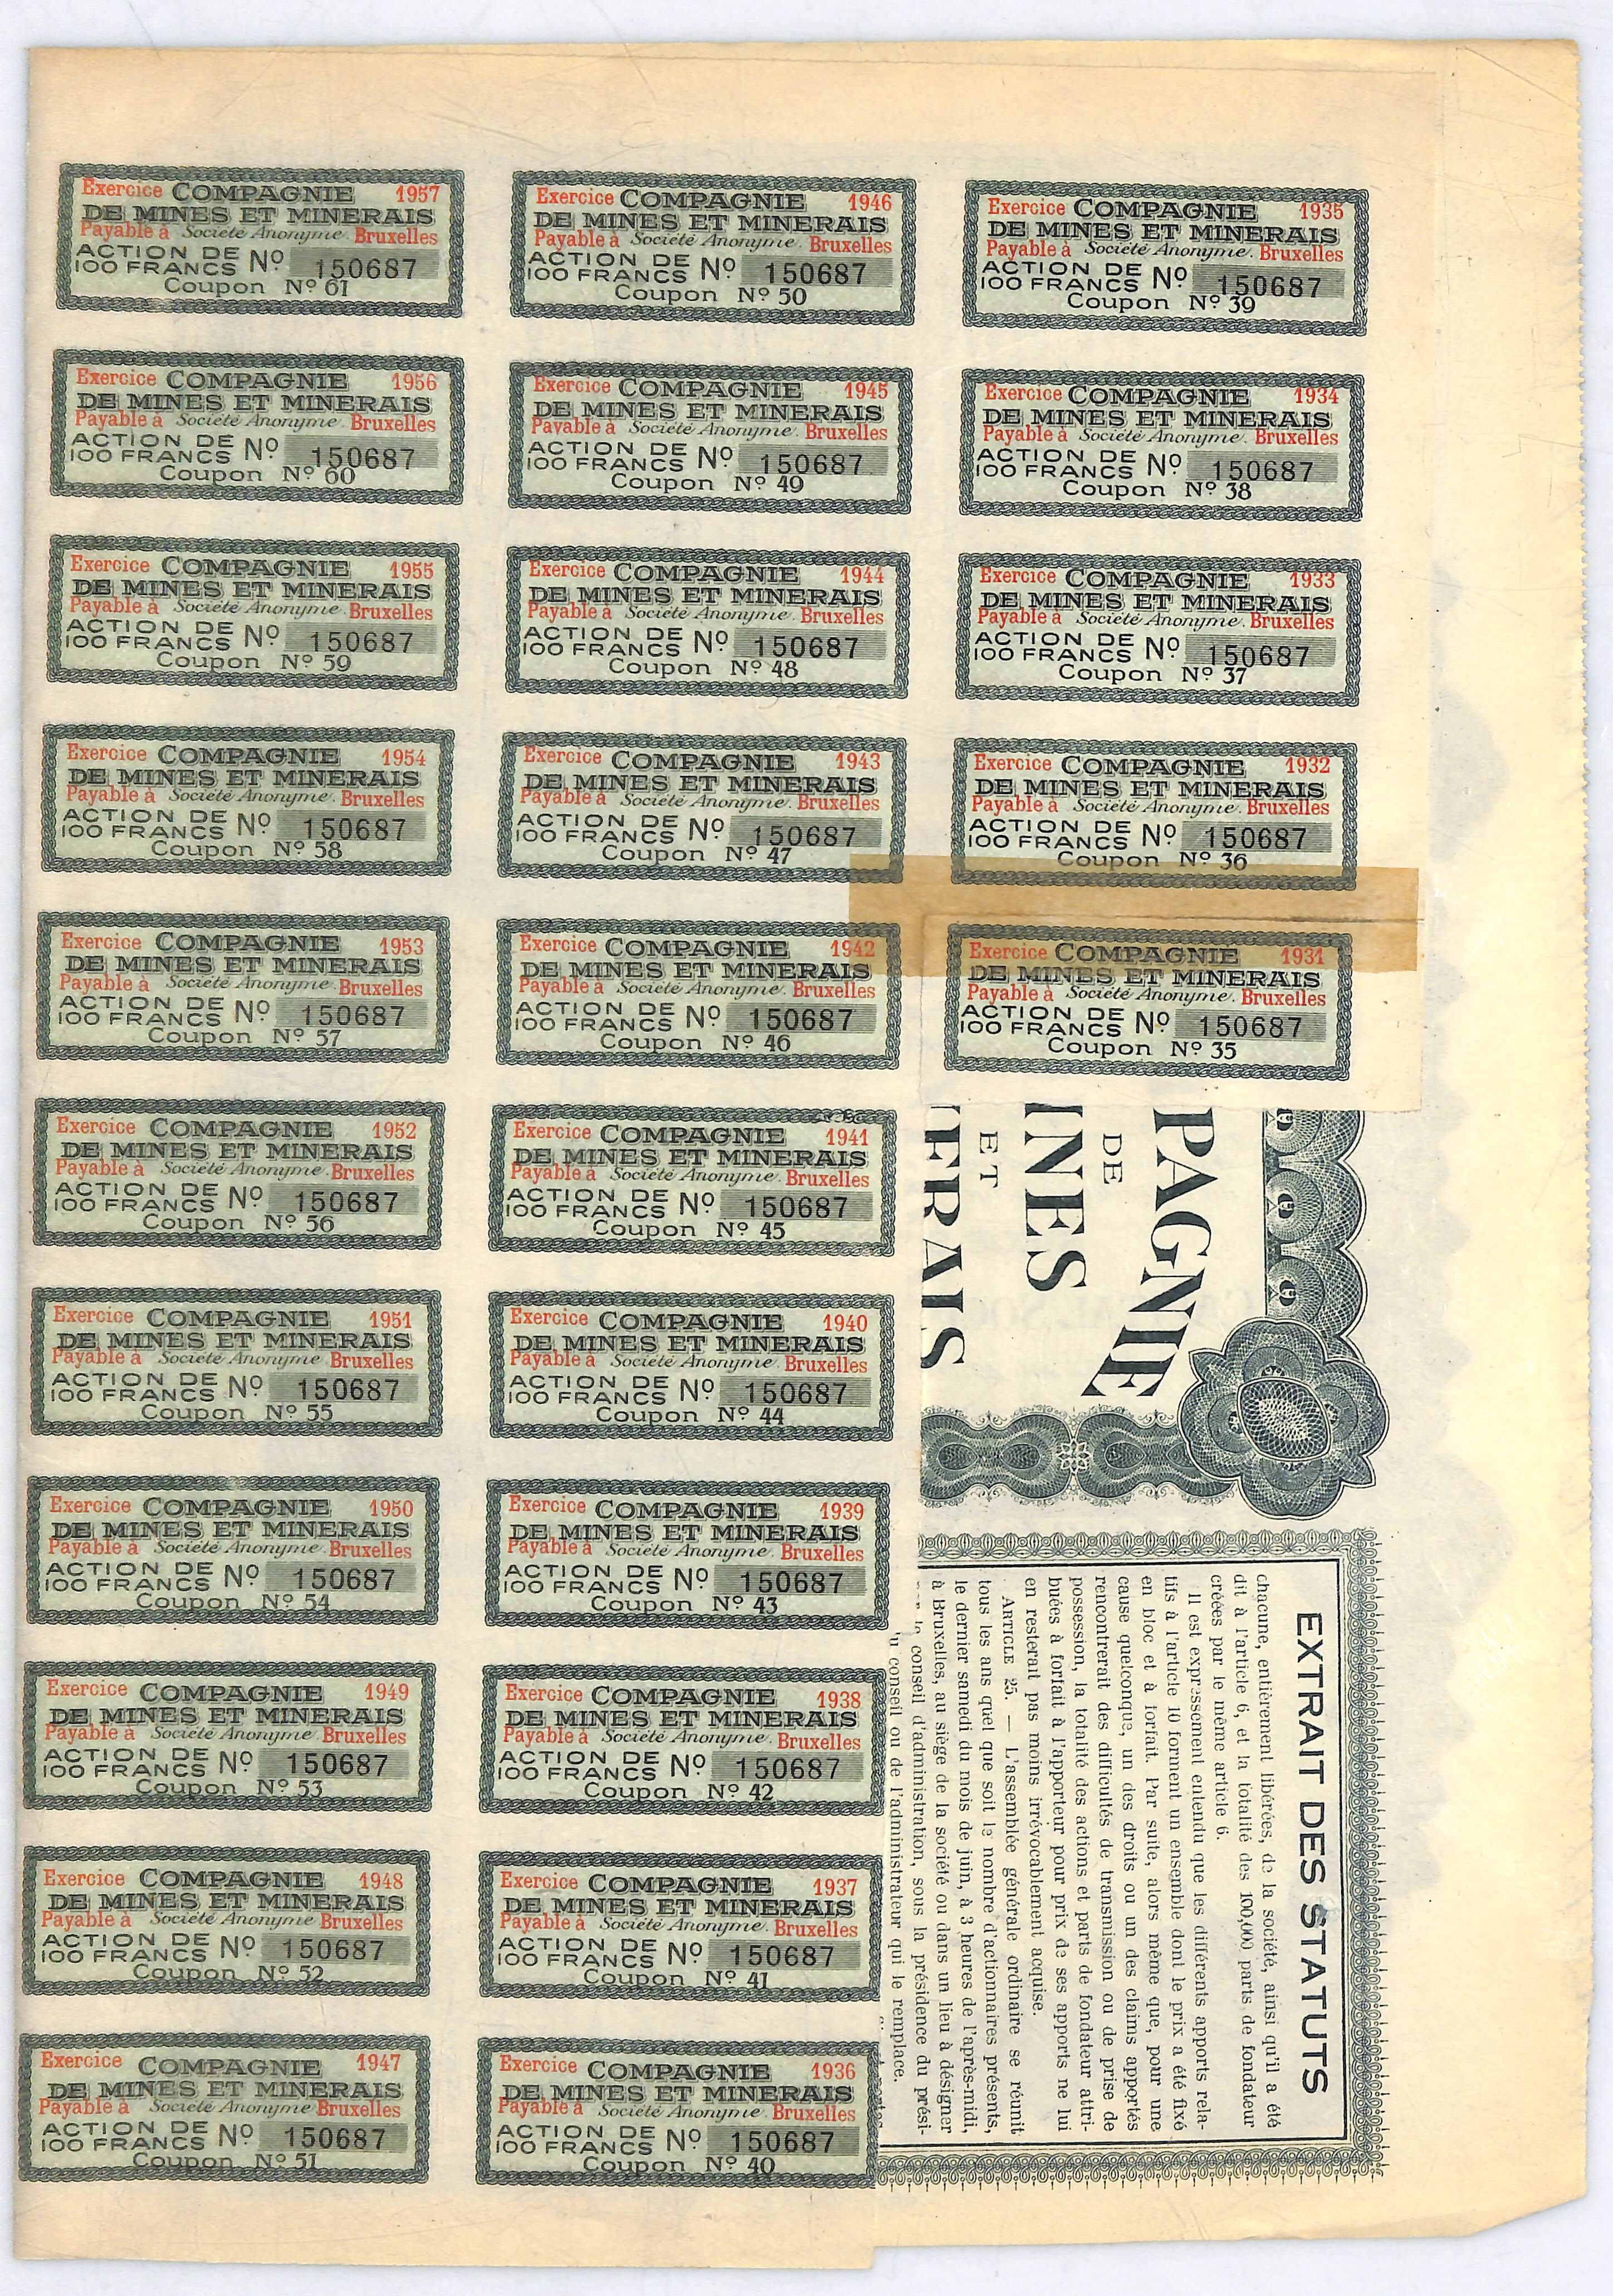 Exercice COMPAGNIE 1957
DE MINES ET MINERAIS
Payable à Société Anonyme. Bruxelles
ACTION DE
100 FRANCS Nº 150687
Coupon Nº 61
Exercice COMPAGNIE 1956
DE MINES ET MINERAIS
Payable à Société Anonyme. Bruxelles
ACTION DE
100 FRANCS Nº 150687
Coupon Nº 60
Exercice COMPAGNIE 1955
DE MINES ET MINERAIS
Payable à Société Anonyme. Bruxelles
ACTION DE
100 FRANCS Nº 150687
Coupon Nº 59
Exercice COMPAGNIE 1954
DE MINES ET MINERAIS
Payable à Société Anonyme. Bruxelles
ACTION DE
100 FRANCS Nº 150687
Coupon Nº 58
Exercice COMPAGNIE 1953
DE MINES ET MINERAIS
Payable à Société Anonyme. Bruxelles
ACTION DE
100 FRANCS Nº 150687
Coupon Nº 57
Exercice COMPAGNIE 1952
DE MINES ET MINERAIS
Payable à Société Anonyme. Bruxelles
ACTION DE
100 FRANCS Nº 150687
Coupon Nº 56
Exercice COMPAGNIE 1951
DE MINES ET MINERAIS
Payable à Société Anonyme. Bruxelles
ACTION DE
100 FRANCS Nº 150687
Coupon Nº 55
Exercice COMPAGNIE 1950
DE MINES ET MINERAIS
Payable à Société Anonyme. Bruxelles
ACTION DE
100 FRANCS Nº 150687
Coupon Nº 54
Exercice COMPAGNIE 1949
DE MINES ET MINERAIS
Payable à Société Anonyme. Bruxelles
ACTION DE
100 FRANCS Nº 150687
Coupon Nº 53
Exercice COMPAGNIE 1948
DE MINES ET MINERAIS
Payable à Société Anonyme Bruxelles
ACTION DE
100 FRANCS Nº 150687
Coupon Nº 52
Exercice COMPAGNIE 1947
DE MINES ET MINERAIS
Payable à Société Anonyme Bruxelles
ACTION DE
100 FRANCS Nº 150687
Coupon Nº 51
Exercice COMPAGNIE 1946
DE MINES ET MINERAIS
Payable à Société Anonyme. Bruxelles
ACTION DE
100 FRANCS Nº 150687
Coupon Nº 50
Exercice COMPAGNIE 1945
DE MINES ET MINERAIS
Payable à Société Anonyme. Bruxelles
ACTION DE
100 FRANCS Nº 150687
Coupon Nº 49
Exercice COMPAGNIE 1944
DE MINES ET MINERAIS
Payable à Société Anonyme. Bruxelles
ACTION DE
100 FRANCS Nº 150687
Coupon Nº 48
Exercice COMPAGNIE 1943
DE MINES ET MINERAIS
Payable à Société Anonyme. Bruxelles
ACTION DE
100 FRANCS Nº 150687
Coupon Nº 47
Exercice COMPAGNIE 1942
DE MINES ET MINERAIS
Payable à Société Anonyme. Bruxelles
ACTION DE
100 FRANCS Nº 150687
Coupon Nº 46
Exercice COMPAGNIE 1941
DE MINES ET MINERAIS
Payable à Société Anonyme. Bruxelles
ACTION DE
100 FRANCS Nº 150687
Coupon Nº 45
Exercice COMPAGNIE 1940
DE MINES ET MINERAIS
Payable à Société Anonyme. Bruxelles
ACTION DE
100 FRANCS Nº 150687
Coupon Nº 44
Exercice COMPAGNIE 1939
DE MINES ET MINERAIS
Payable à Société Anonyme. Bruxelles
ACTION DE
100 FRANCS Nº 150687
Coupon Nº 43
Exercice COMPAGNIE 1938
DE MINES ET MINERAIS
Payable à Société Anonyme. Bruxelles
ACTION DE
100 FRANCS Nº 150687
Coupon Nº 42
Exercice COMPAGNIE 1937
DE MINES ET MINERAIS
Payable à Société Anonyme. Bruxelles
ACTION DE
100 FRANCS Nº 150687
Coupon Nº 41
Exercice COMPAGNIE 1936
DE MINES ET MINERAIS
Payable à Société Anonyme. Bruxelles
ACTION DE
100 FRANCS Nº 150687
Coupon Nº 40
Exercice COMPAGNIE 1935
DE MINES ET MINERAIS
Payable à Société Anonyme. Bruxelles
ACTION DE
100 FRANCS Nº 150687
Coupon Nº 39
Exercice COMPAGNIE 1934
DE MINES ET MINERAIS
Payable à Société Anonyme. Bruxelles
ACTION DE
100 FRANCS Nº 150687
Coupon Nº 38
Exercice COMPAGNIE 1933
DE MINES ET MINERAIS
Payable à Société Anonyme. Bruxelles
ACTION DE
100 FRANCS Nº 150687
Coupon Nº 37
Exercice COMPAGNIE 1932
DE MINES ET MINERAIS
Payable à Société Anonyme. Bruxelles
ACTION DE
100 FRANCS Nº 150687
Coupon Nº 36
Exercice COMPAGNIE 1931
DE MINES ET MINERAIS
Payable à Société Anonyme. Bruxelles
ACTION DE
100 FRANCS Nº 150687
Coupon Nº 35
PAGNIE
DE
INES
ET
ERAIS
EXTRAIT DES STATUTS
chacune, entièrement libérées, de la société, ainsi qu'il a été
dit à l'article 6, et la totalité des 100,000 parts de fondateur
créées par le même article 6.
Il est expressement entendu que les différents apports rela-
tifs à l'article 10 forment un ensemble dont le prix a été fixé
en bloc et à forfait. Par suite, alors même que, pour une
cause quelconque, un des droits ou un des claims apportés
rencontrerait des difficultés de transmission ou de prise de
possession, la totalité des actions et parts de fondateur attri-
buées à forfait à l'apporteur pour prix de ses apports ne lui
en resterait pas moins irrévocablement acquise.
ARTICLE 25. — L'assemblée générale ordinaire se réunit
tous les ans quel que soit le nombre d'actionnaires présents,
le dernier samedi du mois de juin, à 3 heures de l'après-midi,
à Bruxelles, au siège de la société ou dans un lieu à désigner
le conseil d'administration, sous la présidence du prési-
u conseil ou de l'administrateur qui le remplace.